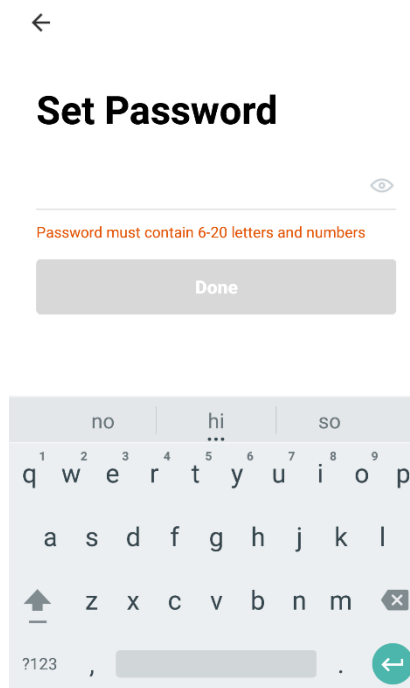 Set Password
Password must contain 6-20 letters and numbers
Done
no hi so
1 2 3 4 5 6 7 8 9
q w e r t y u i o p
a s d f g h j k l
z x c v b n m
?123 , .